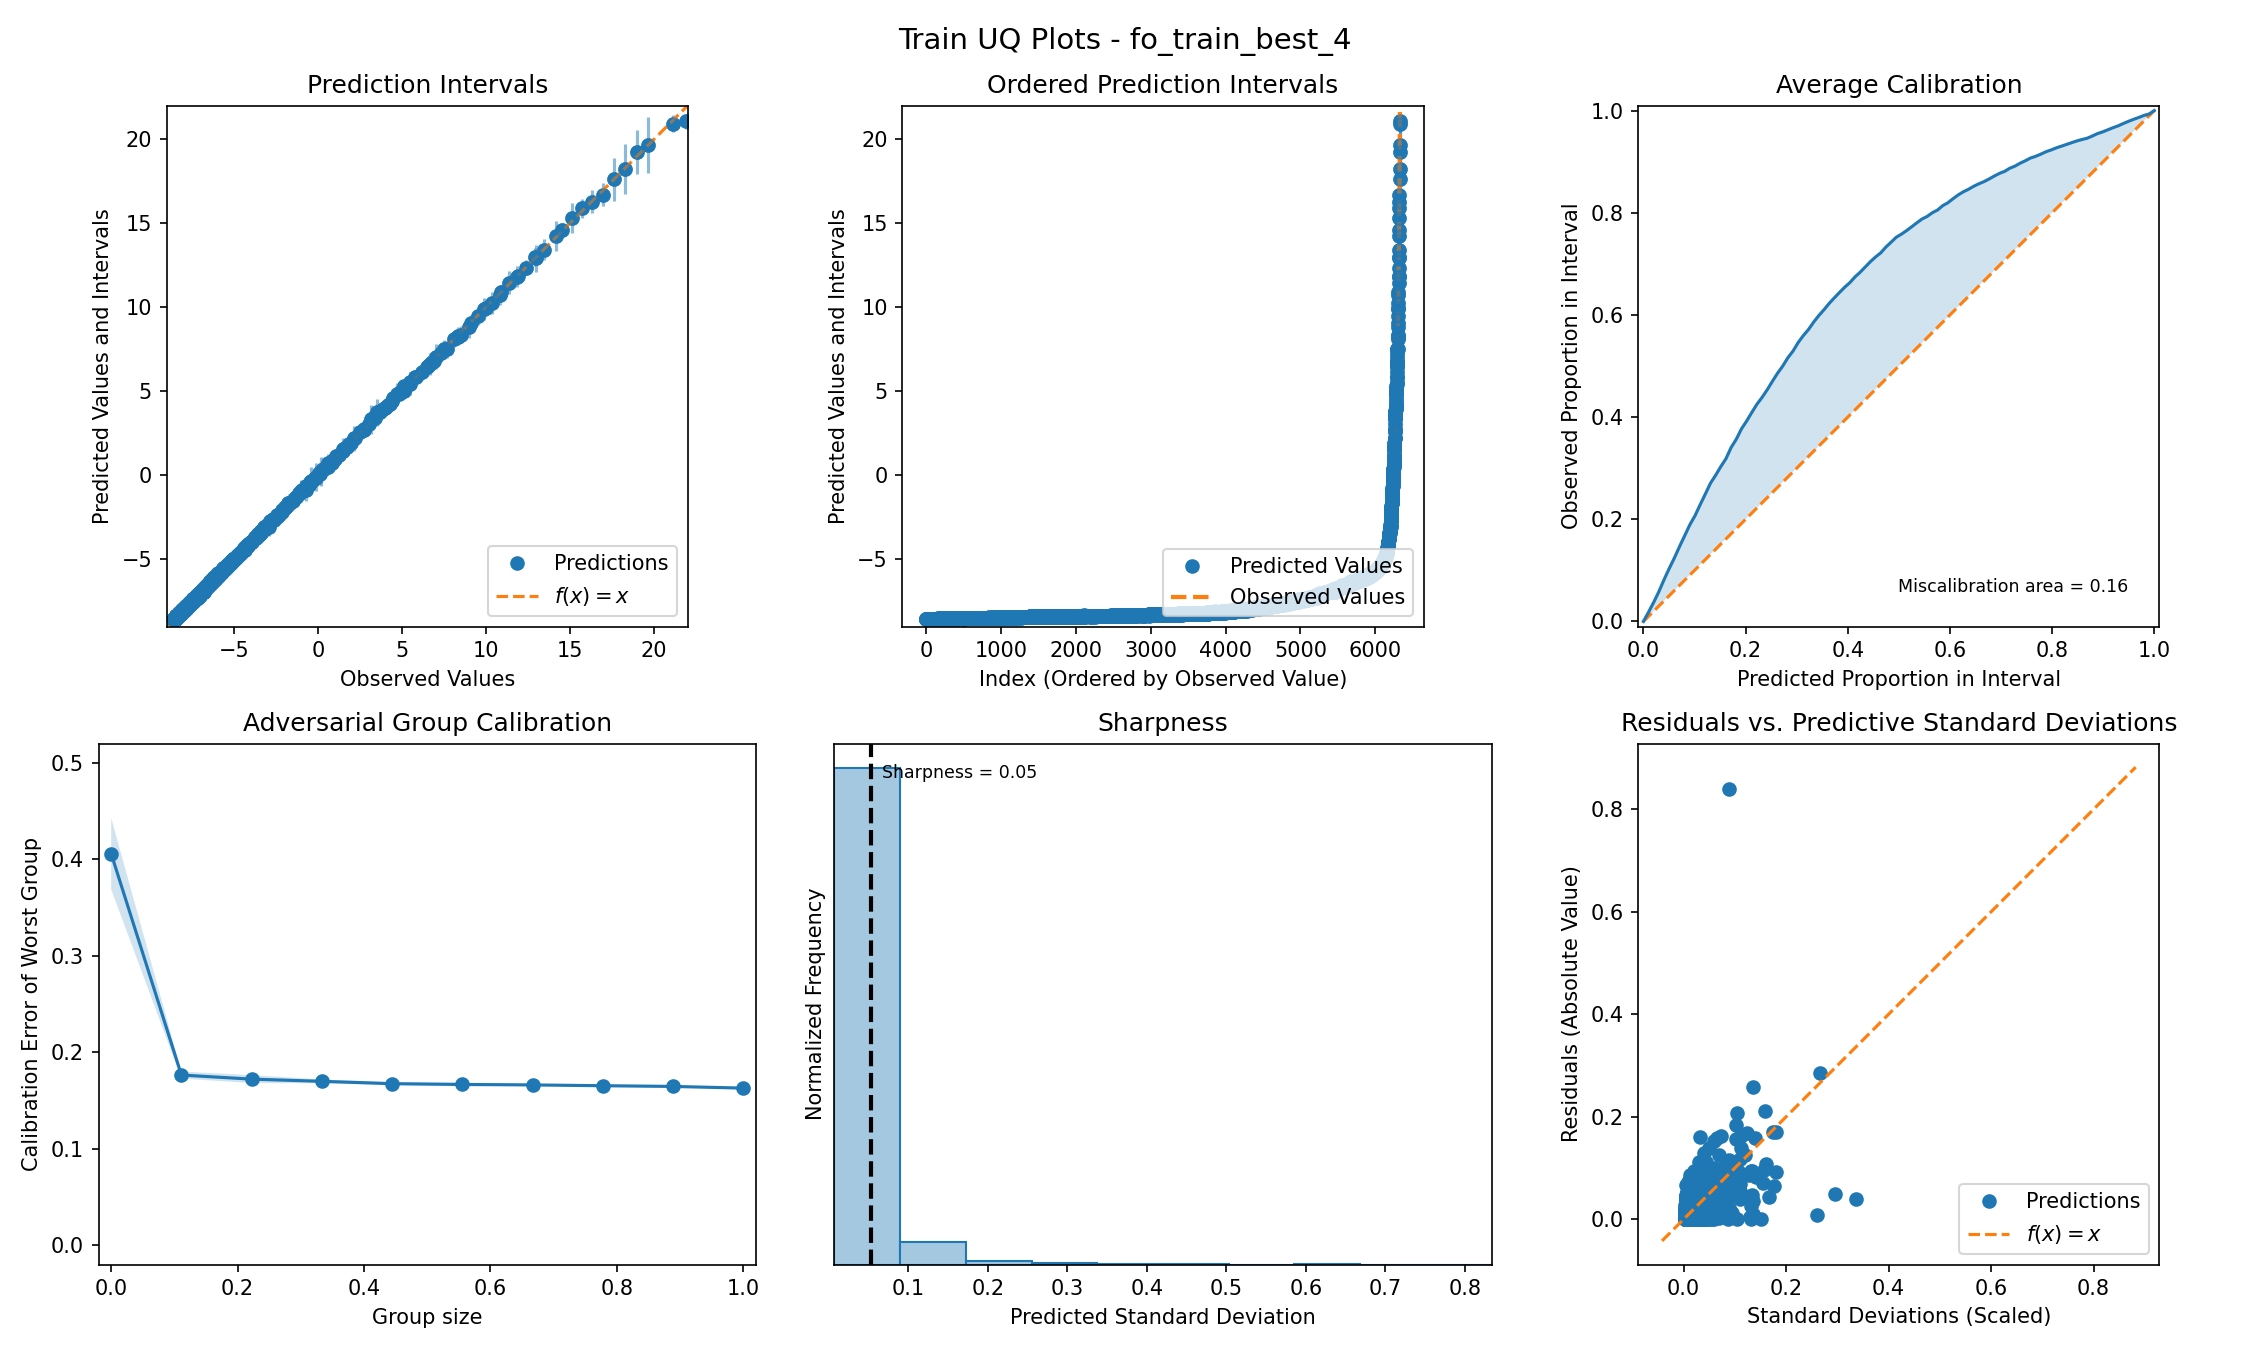 Train UQ Plots - fo_train_best_4
Prediction Intervals
Predicted Values and Intervals
20
15
10
5
0
−5
−5 0 5 10 15 20
Observed Values
Predictions
f(x) = x
Ordered Prediction Intervals
Predicted Values and Intervals
20
15
10
5
0
−5
0 1000 2000 3000 4000 5000 6000
Index (Ordered by Observed Value)
Predicted Values
Observed Values
Average Calibration
Observed Proportion in Interval
1.0
0.8
0.6
0.4
0.2
0.0
0.0 0.2 0.4 0.6 0.8 1.0
Predicted Proportion in Interval
Miscalibration area = 0.16
Adversarial Group Calibration
Calibration Error of Worst Group
0.5
0.4
0.3
0.2
0.1
0.0
0.0 0.2 0.4 0.6 0.8 1.0
Group size
Sharpness
Normalized Frequency
Sharpness = 0.05
0.1 0.2 0.3 0.4 0.5 0.6 0.7 0.8
Predicted Standard Deviation
Residuals vs. Predictive Standard Deviations
Residuals (Absolute Value)
0.8
0.6
0.4
0.2
0.0
0.0 0.2 0.4 0.6 0.8
Standard Deviations (Scaled)
Predictions
f(x) = x